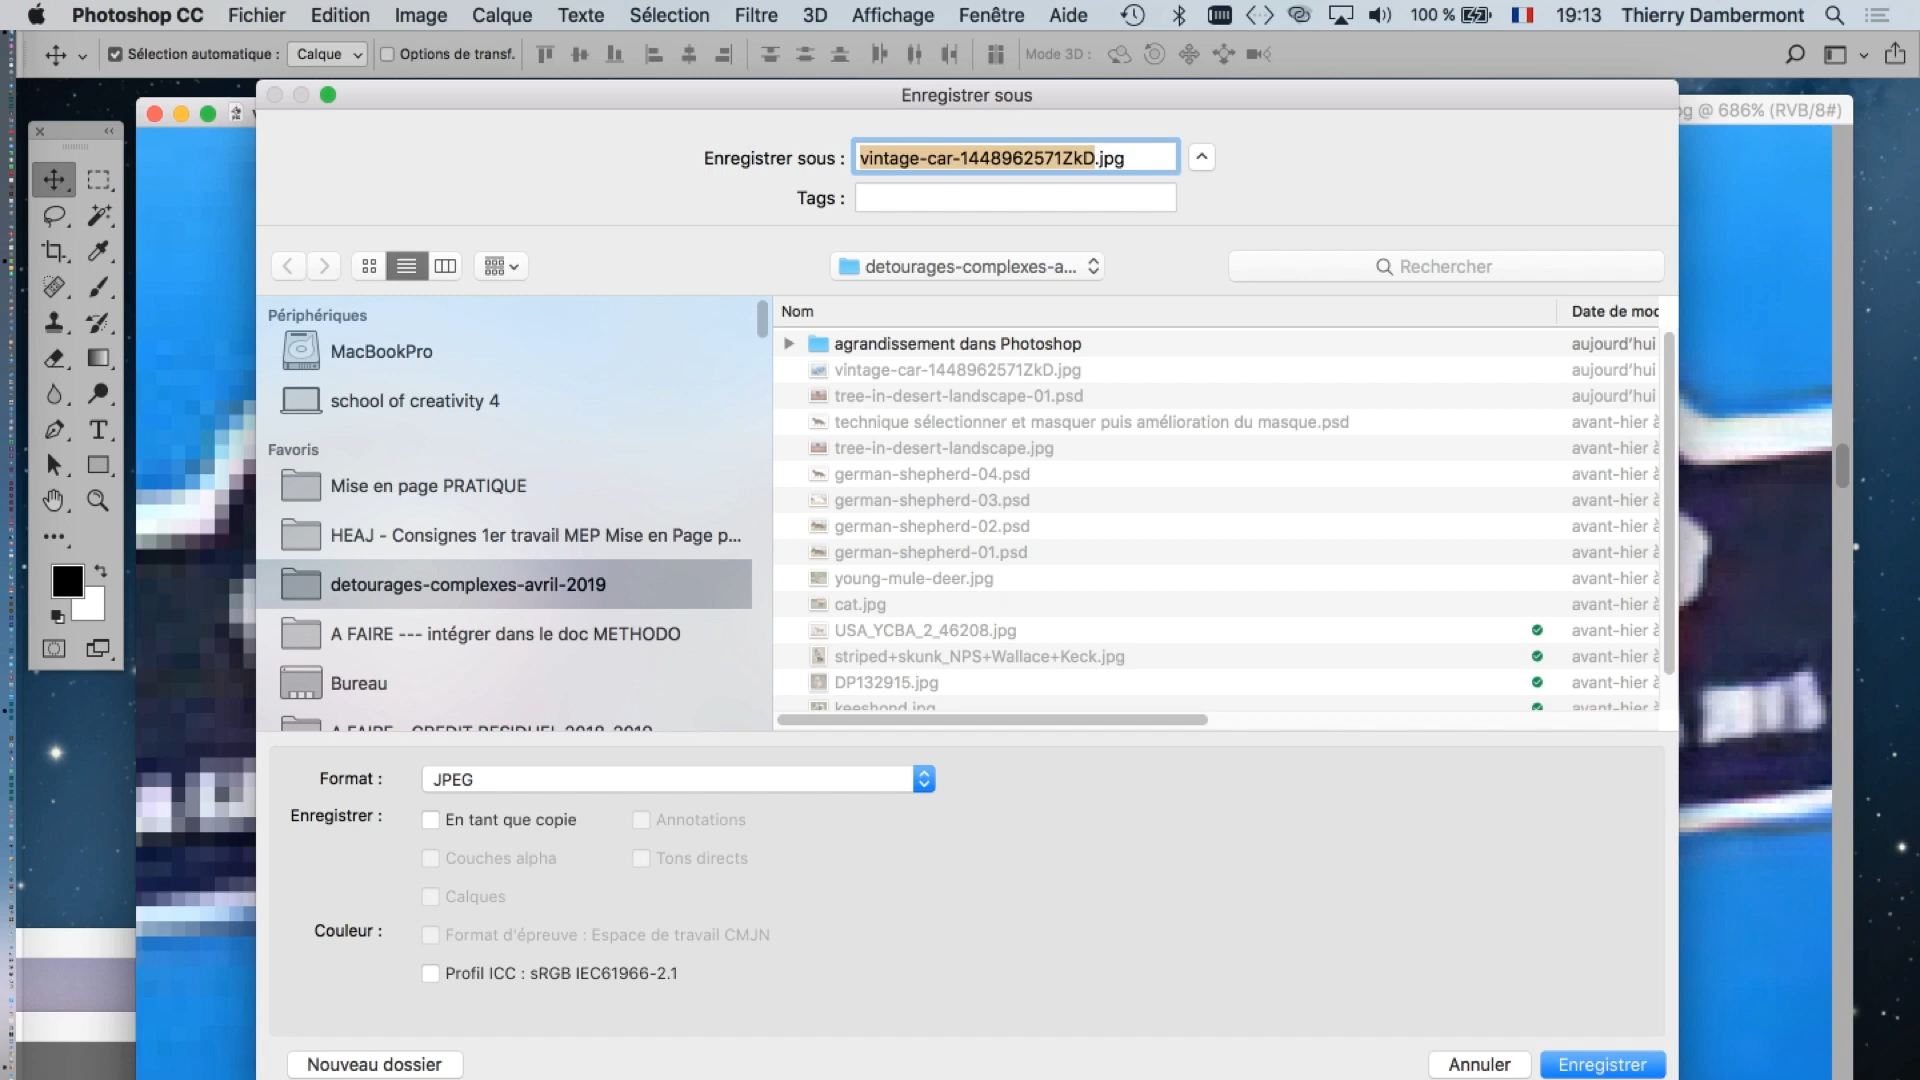 Photoshop CC Fichier Edition Image Calque Texte Sélection Filtre 3D Affichage Fenêtre Aide 100 % 19:13 Thierry Dambermont
Sélection automatique : Calque Options de transf. Mode 3D :
Enregistrer sous
g @ 686% (RVB/8#)
Enregistrer sous : vintage-car-1448962571ZkD.jpg
Tags :
detourages-complexes-a... Rechercher
Périphériques
MacBookPro
school of creativity 4
Favoris
Mise en page PRATIQUE
HEAJ - Consignes 1er travail MEP Mise en Page p...
detourages-complexes-avril-2019
A FAIRE --- intégrer dans le doc METHODO
Bureau
A FAIRE - CREDIT RESIDUEL 2018-2019
Nom Date de moc
agrandissement dans Photoshop aujourd'hui
vintage-car-1448962571ZkD.jpg aujourd'hui
tree-in-desert-landscape-01.psd aujourd'hui
technique sélectionner et masquer puis amélioration du masque.psd avant-hier à
tree-in-desert-landscape.jpg avant-hier à
german-shepherd-04.psd avant-hier à
german-shepherd-03.psd avant-hier à
german-shepherd-02.psd avant-hier à
german-shepherd-01.psd avant-hier à
young-mule-deer.jpg avant-hier à
cat.jpg avant-hier à
USA_YCBA_2_46208.jpg avant-hier à
striped+skunk_NPS+Wallace+Keck.jpg avant-hier à
DP132915.jpg avant-hier à
keeshond.jpg avant-hier à
Format : JPEG
Enregistrer : En tant que copie Annotations
Couches alpha Tons directs
Calques
Couleur : Format d'épreuve : Espace de travail CMJN
Profil ICC : sRGB IEC61966-2.1
Nouveau dossier Annuler Enregistrer